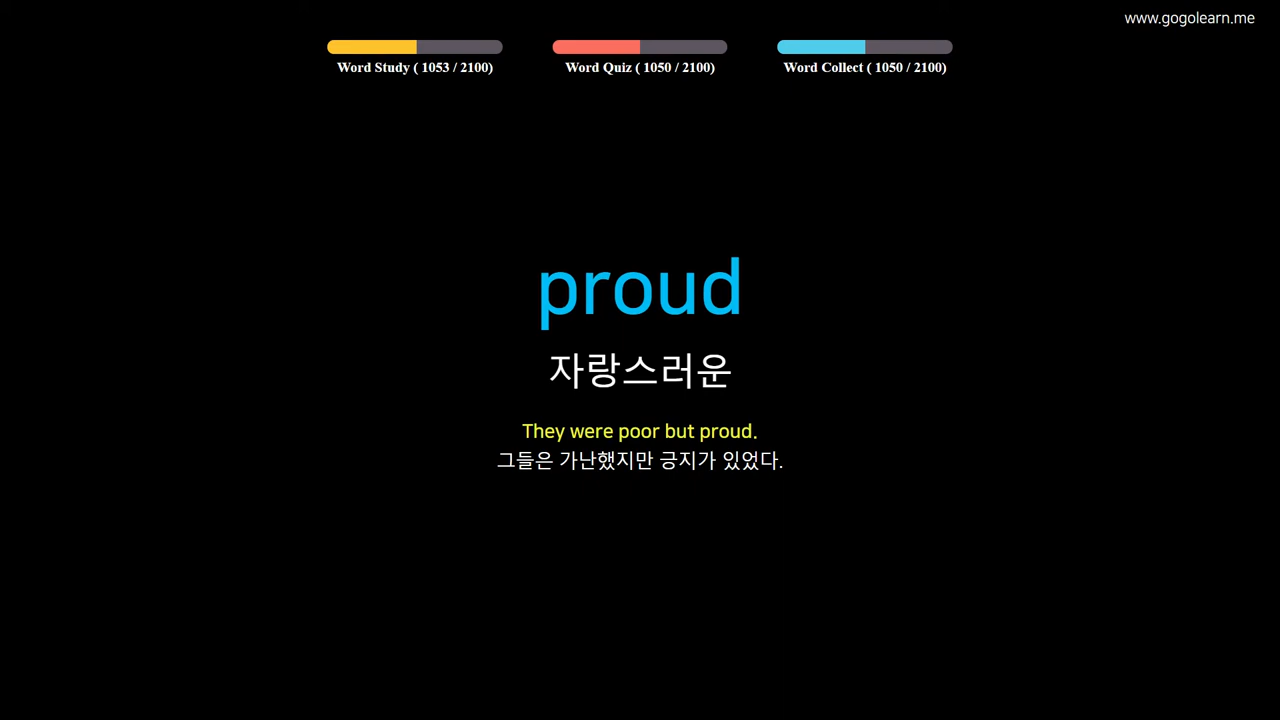 www.gogolearn.me
Word Study ( 1053 / 2100)
Word Quiz ( 1050 / 2100)
Word Collect ( 1050 / 2100)
proud
자랑스러운
They were poor but proud.
그들은 가난했지만 긍지가 있었다.